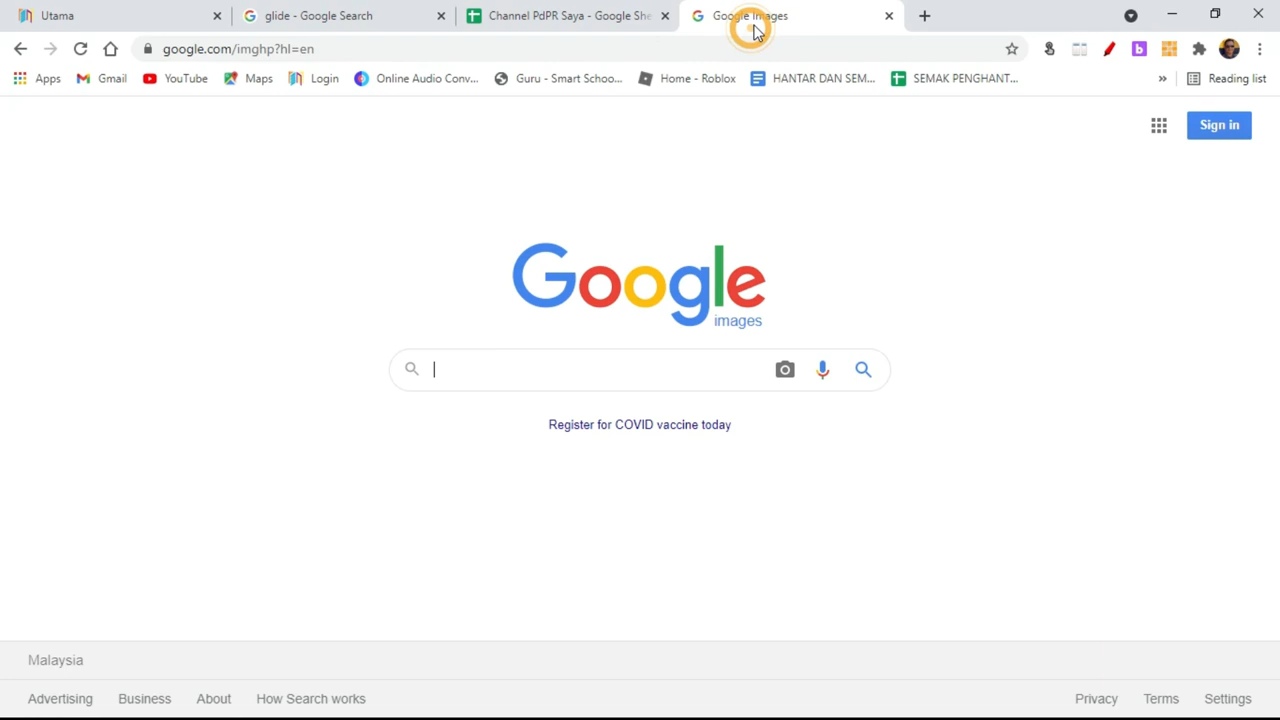 Utama
glide - Google Search
Channel PdPR Saya - Google She
Google Images
google.com/imghp?hl=en
Apps
Gmail
YouTube
Maps
Login
Online Audio Conv...
Guru - Smart Schoo...
Home - Roblox
HANTAR DAN SEM...
SEMAK PENGHANT...
»
Reading list
Sign in
Google
images
Register for COVID vaccine today
Malaysia
Advertising
Business
About
How Search works
Privacy
Terms
Settings